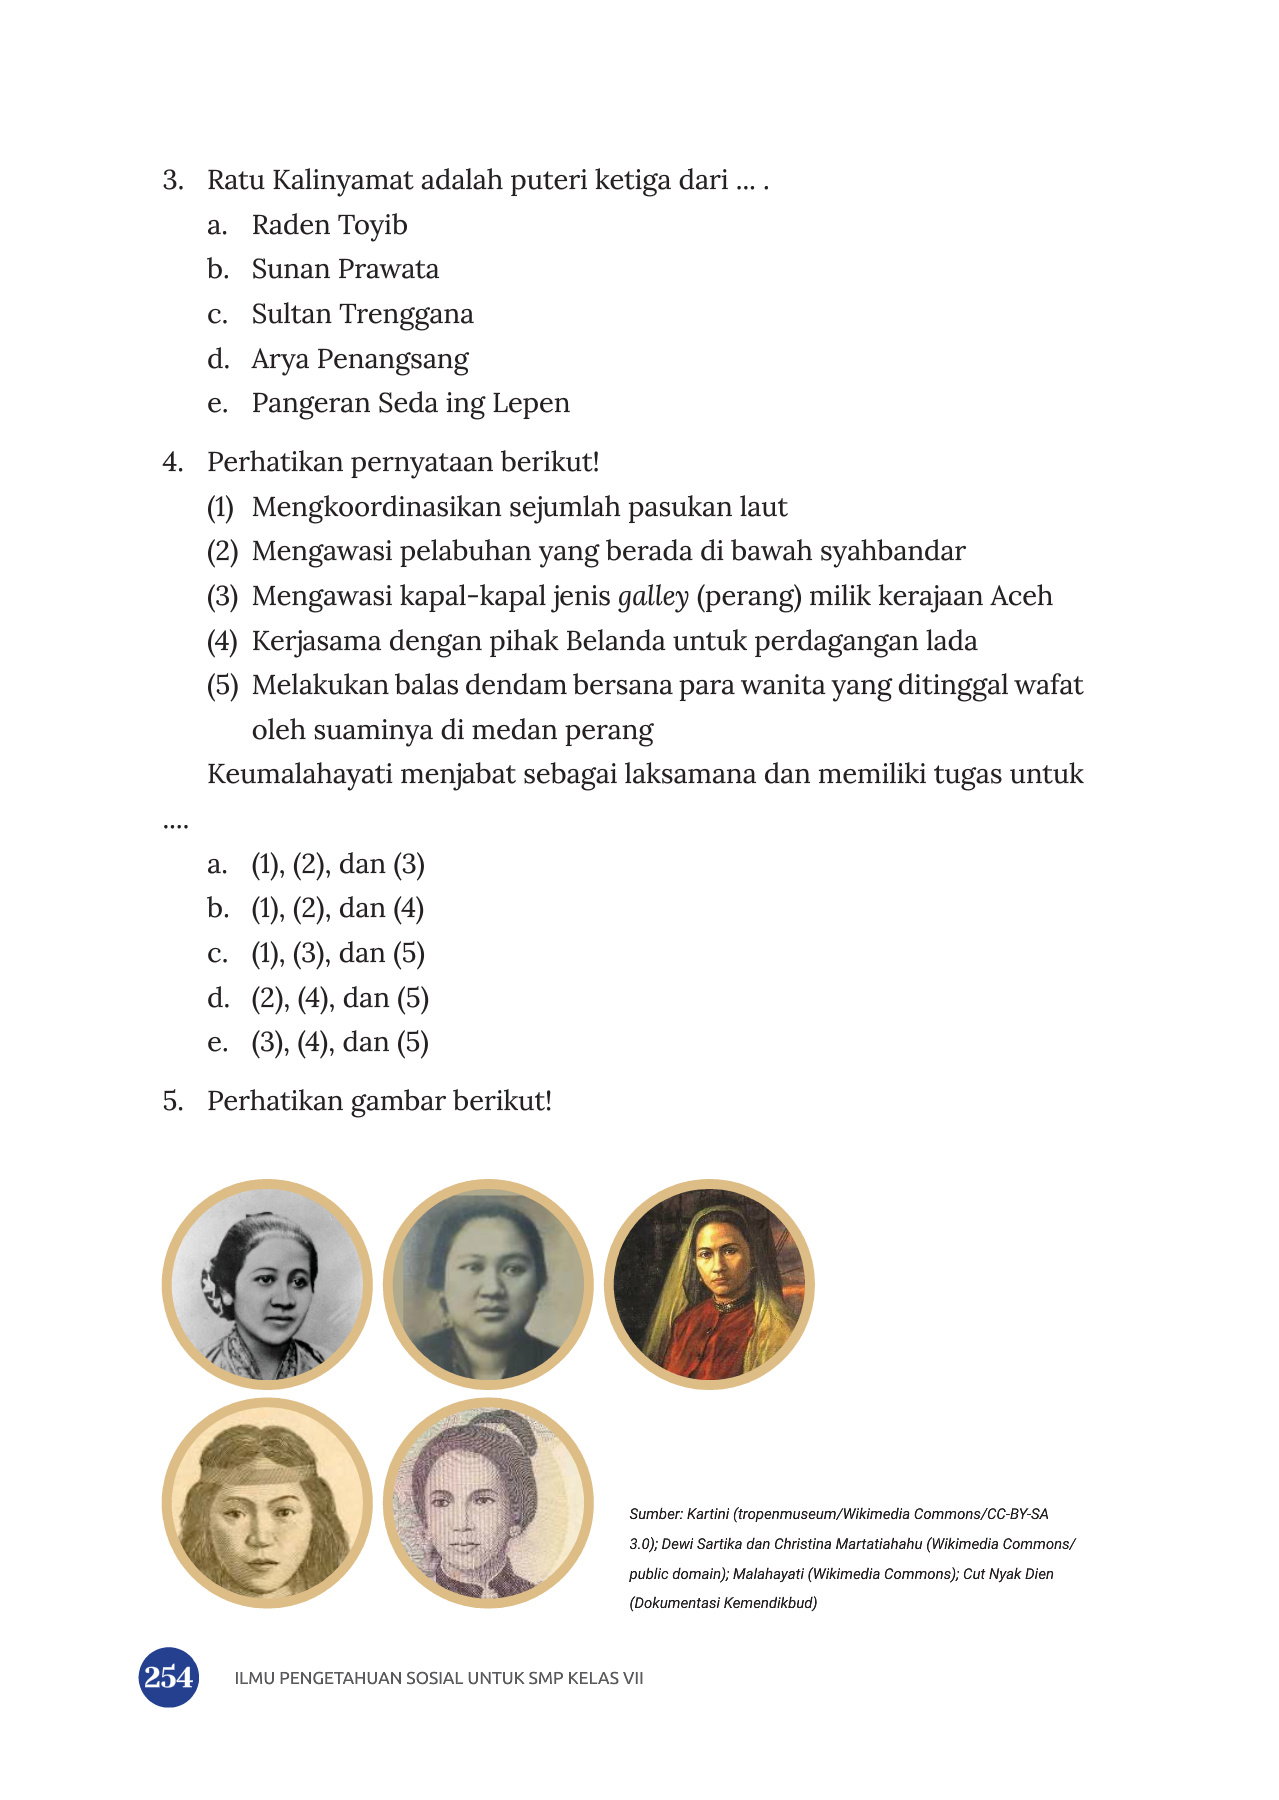 3. Ratu Kalinyamat adalah puteri ketiga dari ... .
a. Raden Toyib
b. Sunan Prawata
c. Sultan Trenggana
d. Arya Penangsang
e. Pangeran Seda ing Lepen
4. Perhatikan pernyataan berikut!
(1) Mengkoordinasikan sejumlah pasukan laut
(2) Mengawasi pelabuhan yang berada di bawah syahbandar
(3) Mengawasi kapal-kapal jenis galley (perang) milik kerajaan Aceh
(4) Kerjasama dengan pihak Belanda untuk perdagangan lada
(5) Melakukan balas dendam bersana para wanita yang ditinggal wafat
oleh suaminya di medan perang
Keumalahayati menjabat sebagai laksamana dan memiliki tugas untuk
....
a. (1), (2), dan (3)
b. (1), (2), dan (4)
c. (1), (3), dan (5)
d. (2), (4), dan (5)
e. (3), (4), dan (5)
5. Perhatikan gambar berikut!
Sumber: Kartini (tropenmuseum/Wikimedia Commons/CC-BY-SA
3.0); Dewi Sartika dan Christina Martatiahahu (Wikimedia Commons/
public domain); Malahayati (Wikimedia Commons); Cut Nyak Dien
(Dokumentasi Kemendikbud)
254 ILMU PENGETAHUAN SOSIAL UNTUK SMP KELAS VII